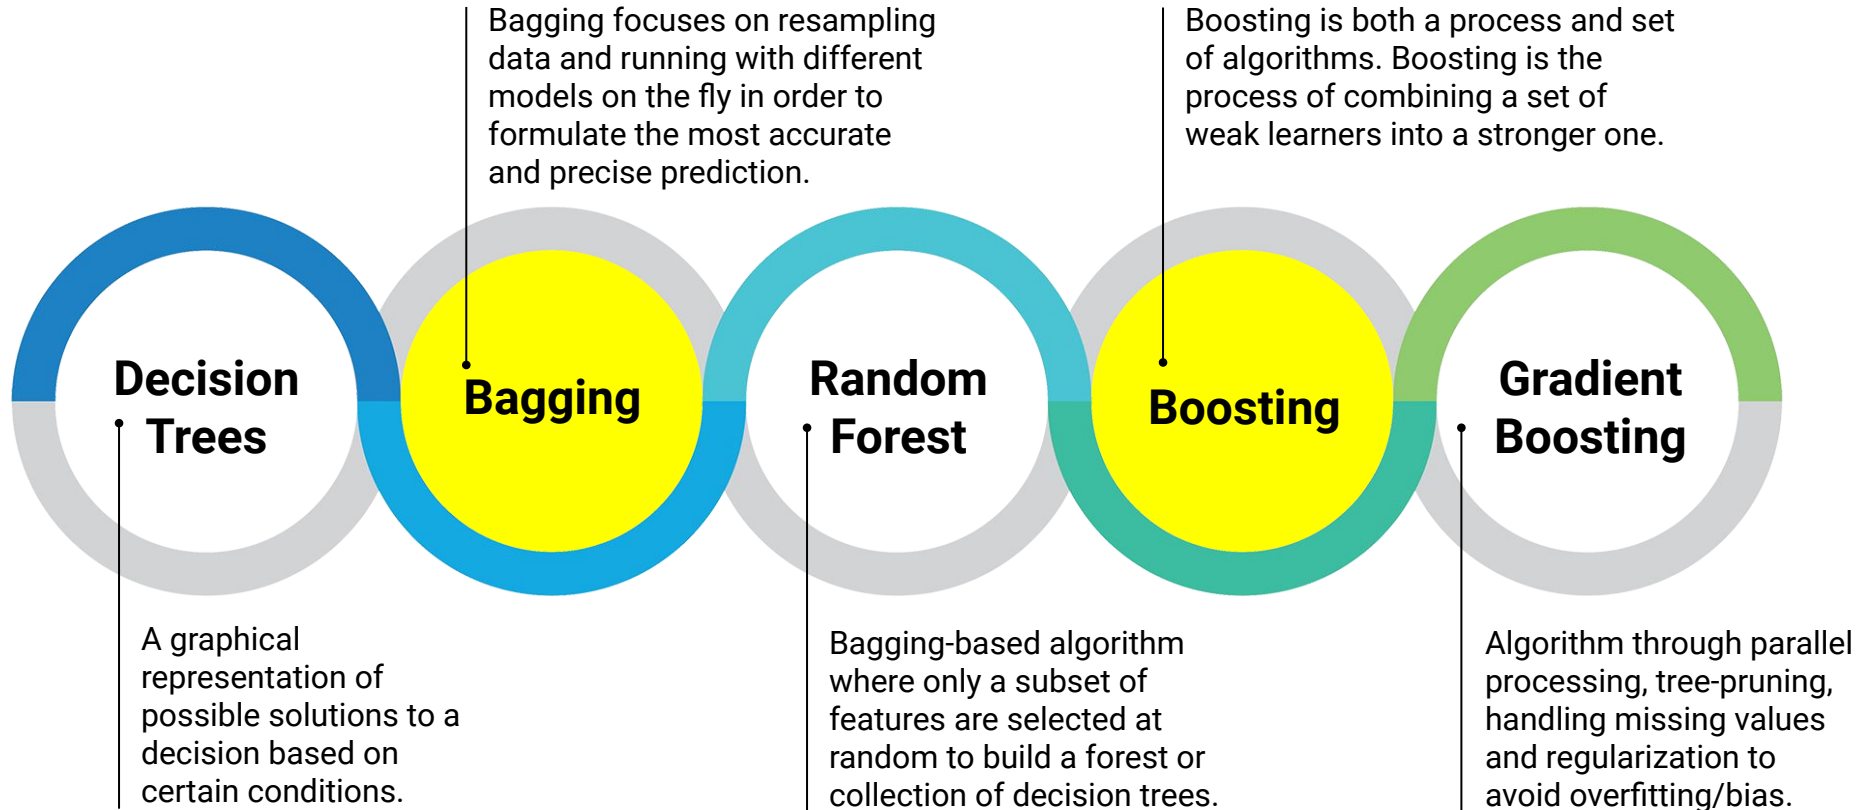 Bagging focuses on resampling
data and running with different
models on the fly in order to
formulate the most accurate
and precise prediction.
Boosting is both a process and set
of algorithms. Boosting is the
process of combining a set of
weak learners into a stronger one.
Decision
Trees
Bagging
Random
Forest
Boosting
Gradient
Boosting
A graphical
representation of
possible solutions to a
decision based on
certain conditions.
Bagging-based algorithm
where only a subset of
features are selected at
random to build a forest or
collection of decision trees.
Algorithm through parallel
processing, tree-pruning,
handling missing values
and regularization to
avoid overfitting/bias.